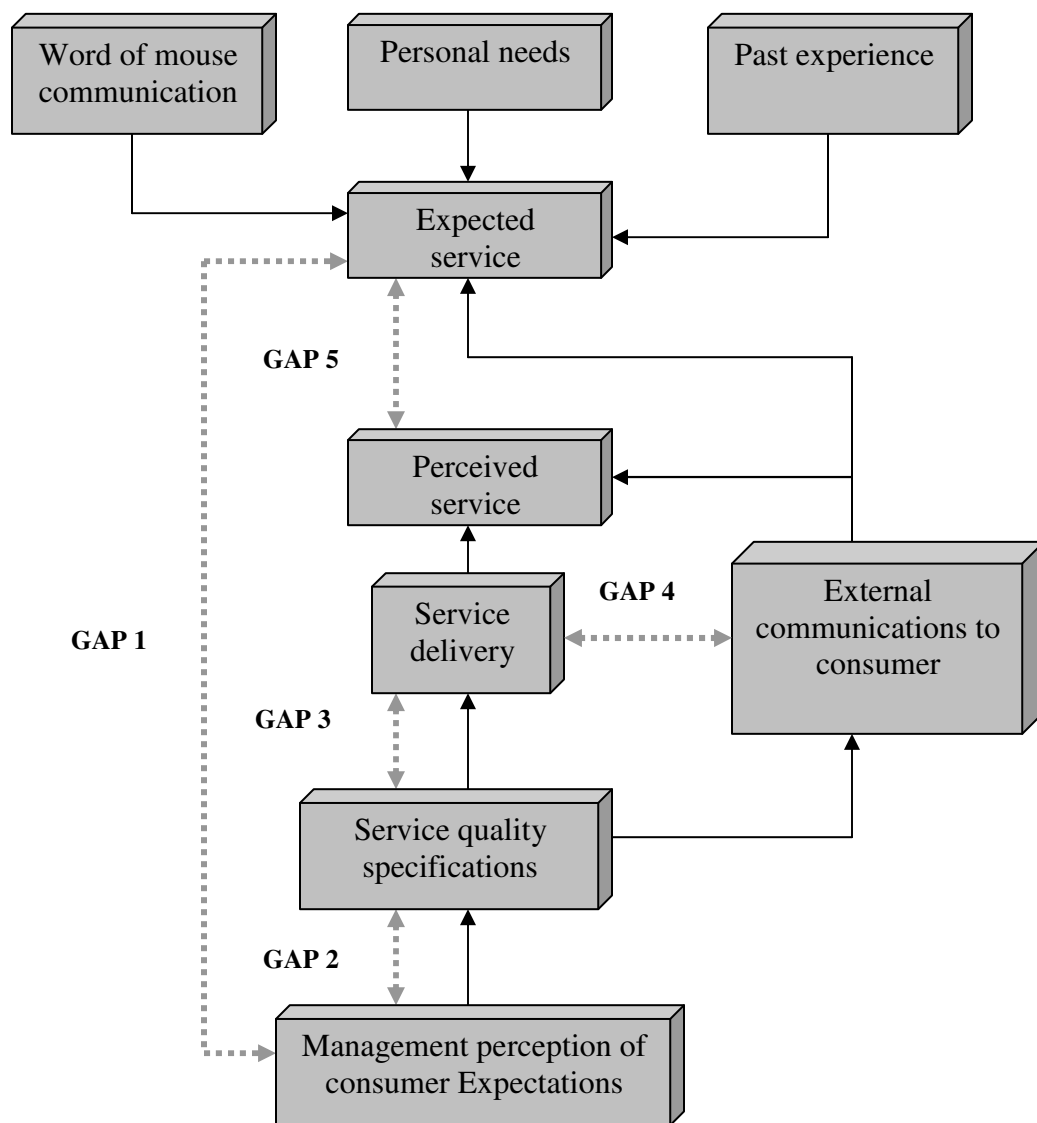 Word of mouse
communication
Personal needs
Past experience
Expected
service
GAP 5
Perceived
service
GAP 1
Service
delivery
GAP 4
External
communications to
consumer
GAP 3
Service quality
specifications
GAP 2
Management perception of
consumer Expectations